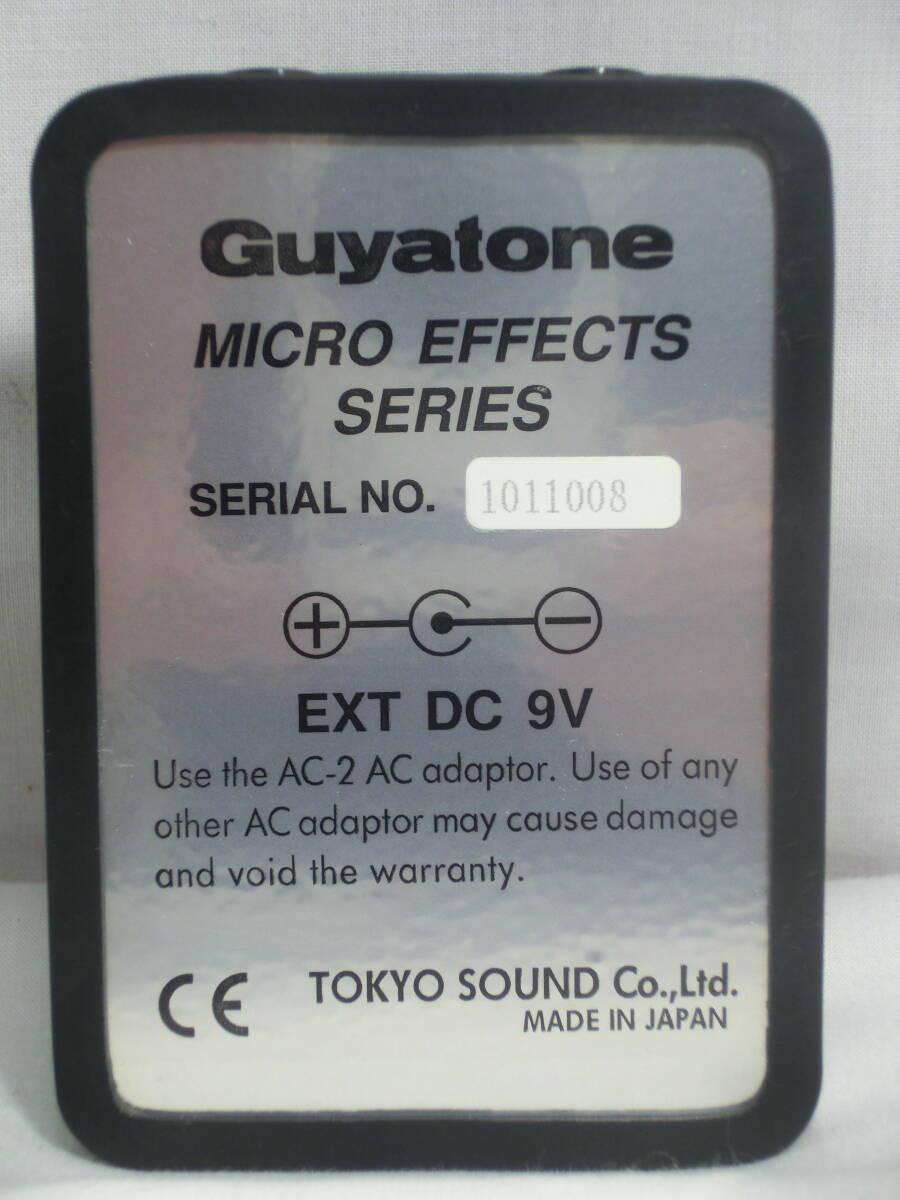 Guyatone
MICRO EFFECTS
SERIES
SERIAL NO. 1011008
+ −
EXT DC 9V
Use the AC-2 AC adaptor. Use of any
other AC adaptor may cause damage
and void the warranty.
CE TOKYO SOUND Co.,Ltd.
MADE IN JAPAN